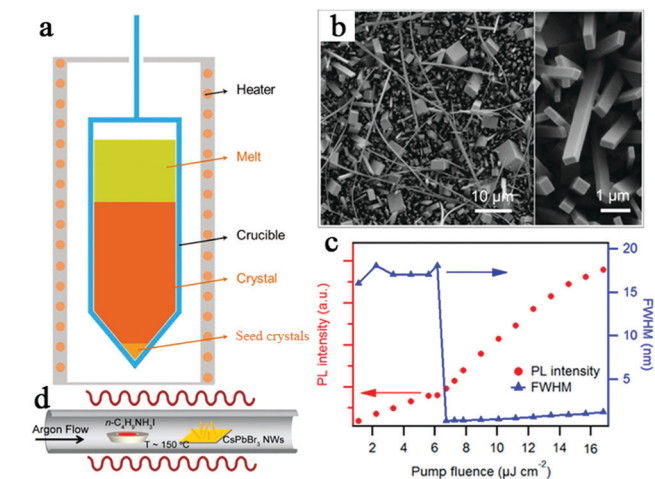 a
Heater
Melt
Crucible
Crystal
Seed crystals
b
10 µm
1 µm
c
PL intensity (a.u.)
20
15
10
5
FWHM (nm)
PL intensity
FWHM
2
4
6
8
10
12
14
16
Pump fluence (µJ cm⁻²)
d
Argon Flow
n-C₄H₉NH₃I
T ~ 150 °C
CsPbBr₃ NWs